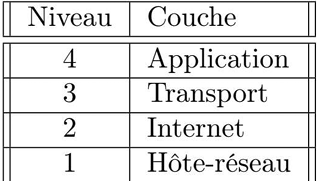 Niveau Couche
4 Application
3 Transport
2 Internet
1 Hôte-réseau